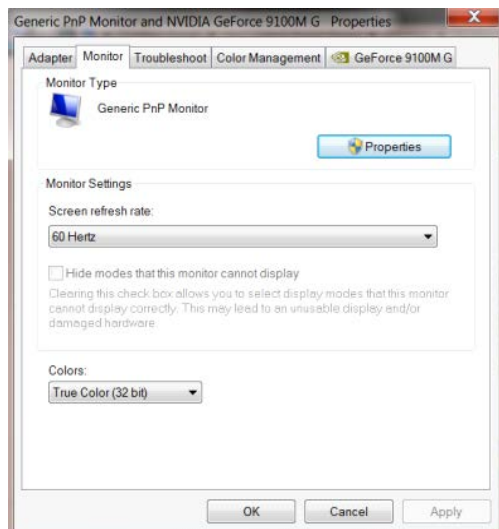 Generic PnP Monitor and NVIDIA GeForce 9100M G Properties
Adapter Monitor Troubleshoot Color Management GeForce 9100M G
Monitor Type
Generic PnP Monitor
Properties
Monitor Settings
Screen refresh rate:
60 Hertz
Hide modes that this monitor cannot display
Clearing this check box allows you to select display modes that this monitor
cannot display correctly. This may lead to an unusable display and/or
damaged hardware.
Colors:
True Color (32 bit)
OK Cancel Apply